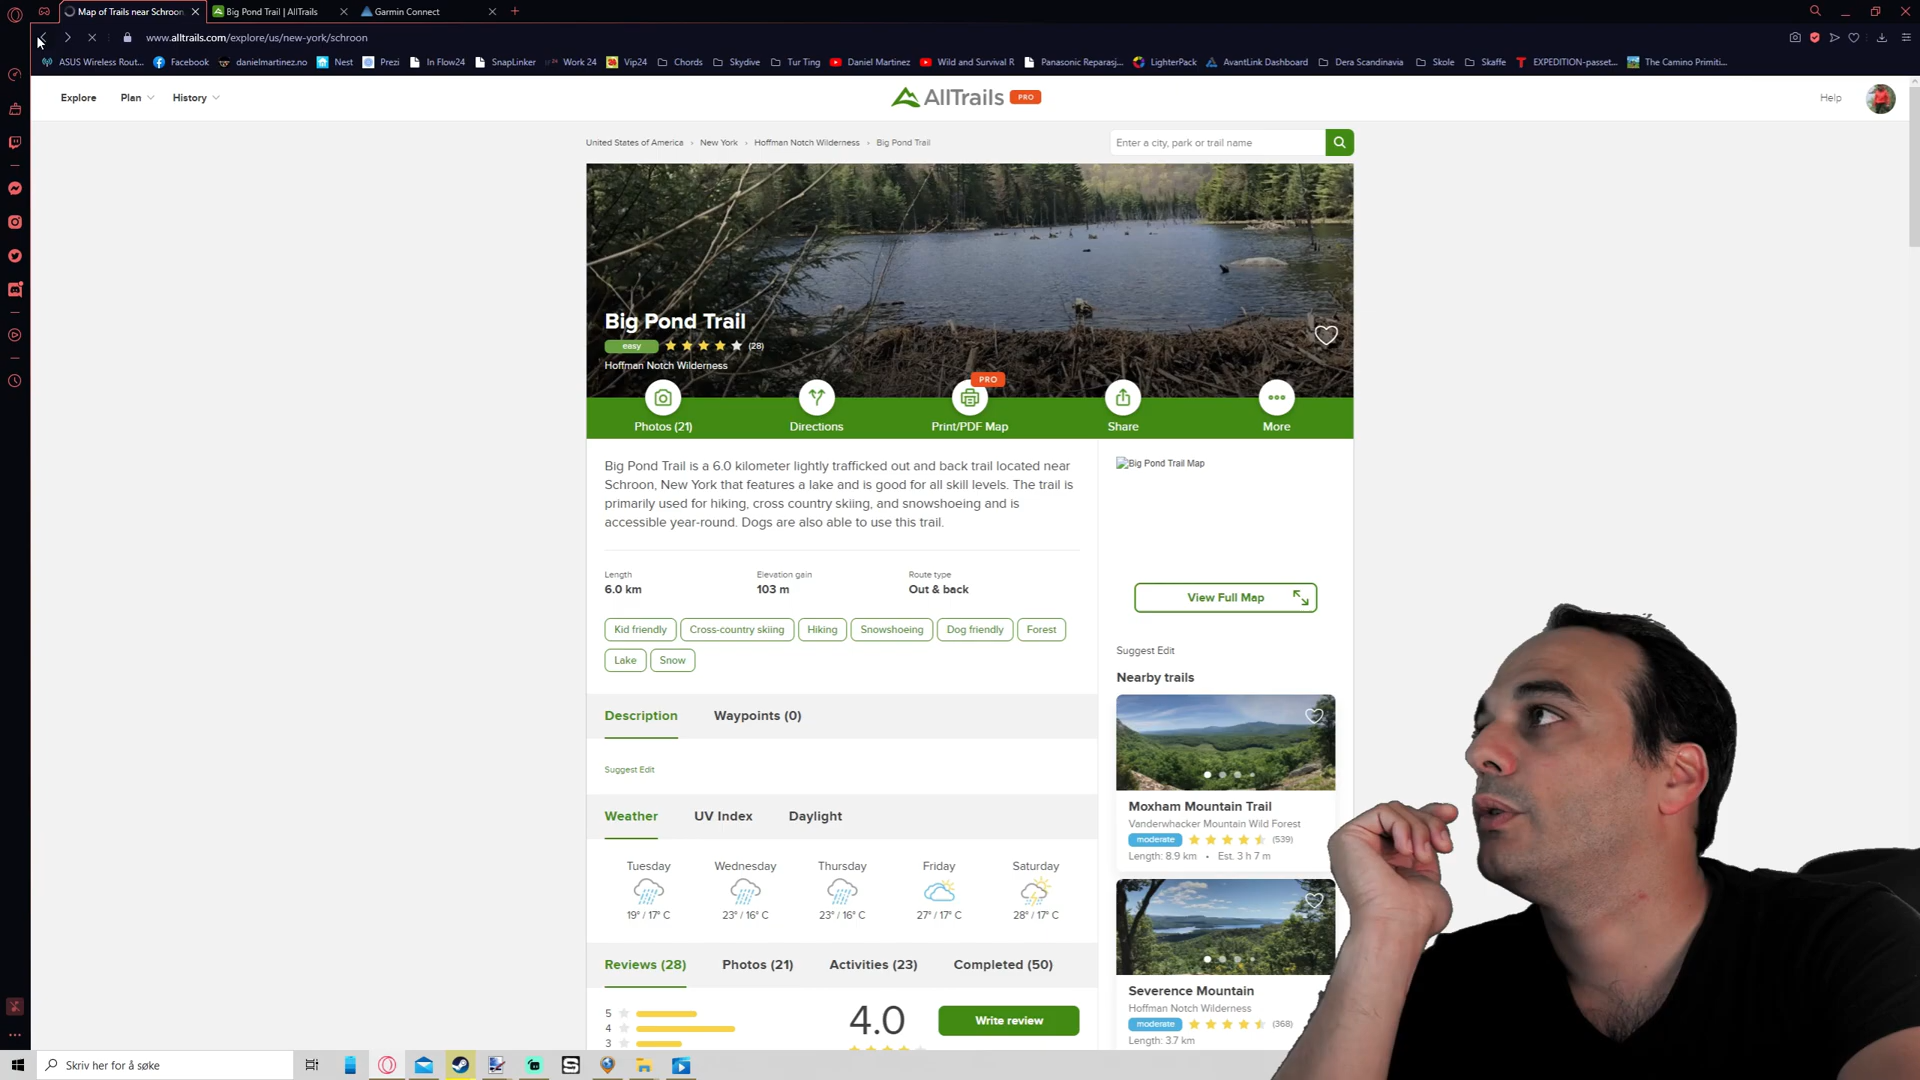 Map of Trails near Schroon,
Big Pond Trail | AllTrails
Garmin Connect
www.alltrails.com/explore/us/new-york/schroon
ASUS Wireless Rout...
Facebook
danielmartinez.no
Nest
Prezi
In Flow24
SnapLinker
Work 24
Vip24
Chords
Skydive
Tur Ting
Daniel Martinez
Wild and Survival R
Panasonic Reparasj...
LighterPack
AvantLink Dashboard
Dera Scandinavia
Skole
Skaffe
EXPEDITION-passet...
The Camino Primiti...
Explore
Plan
History
AllTrails
PRO
Help
United States of America › New York › Hoffman Notch Wilderness › Big Pond Trail
Enter a city, park or trail name
Big Pond Trail
easy
(28)
Hoffman Notch Wilderness
PRO
Photos (21)
Directions
Print/PDF Map
Share
More
Big Pond Trail is a 6.0 kilometer lightly trafficked out and back trail located near
Schroon, New York that features a lake and is good for all skill levels. The trail is
primarily used for hiking, cross country skiing, and snowshoeing and is
accessible year-round. Dogs are also able to use this trail.
Big Pond Trail Map
Length
6.0 km
Elevation gain
103 m
Route type
Out & back
View Full Map
Kid friendly
Cross-country skiing
Hiking
Snowshoeing
Dog friendly
Forest
Lake
Snow
Suggest Edit
Nearby trails
Description
Waypoints (0)
Suggest Edit
Moxham Mountain Trail
Vanderwhacker Mountain Wild Forest
moderate
(539)
Length: 8.9 km • Est. 3 h 7 m
Weather
UV Index
Daylight
Tuesday
Wednesday
Thursday
Friday
Saturday
19° / 17° C
23° / 16° C
23° / 16° C
27° / 17° C
28° / 17° C
Reviews (28)
Photos (21)
Activities (23)
Completed (50)
Severence Mountain
Hoffman Notch Wilderness
moderate
(368)
Length: 3.7 km
5
4
3
4.0
Write review
Skriv her for å søke